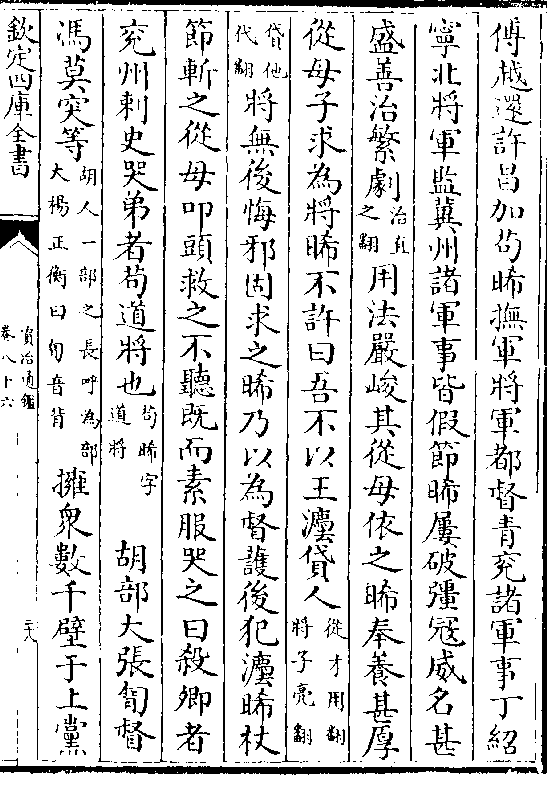 傅越還許昌加苟晞撫軍將軍都督青兖諸軍事丁紹
寧北將軍監冀州諸軍事皆假節晞屢破彊冦威名甚
盛善治繁劇治直之翻用法嚴峻其從母依之晞奉養甚厚
從母子求為將晞不許曰吾不以王灋貸人從才用翻將子亮翻
貸他代翻將無後悔邪固求之晞乃以為督護後犯灋晞杖
節斬之從母叩頭救之不聽既而素服哭之曰殺卿者
兖州刺史哭弟者苟道將也苟晞字道將 胡部大張㔨督
馮莫突等胡人一部之長呼為部大楊正衡曰㔨音背擁衆數千壁于上黨
欽定四庫全書
資治通鑑
卷八十六